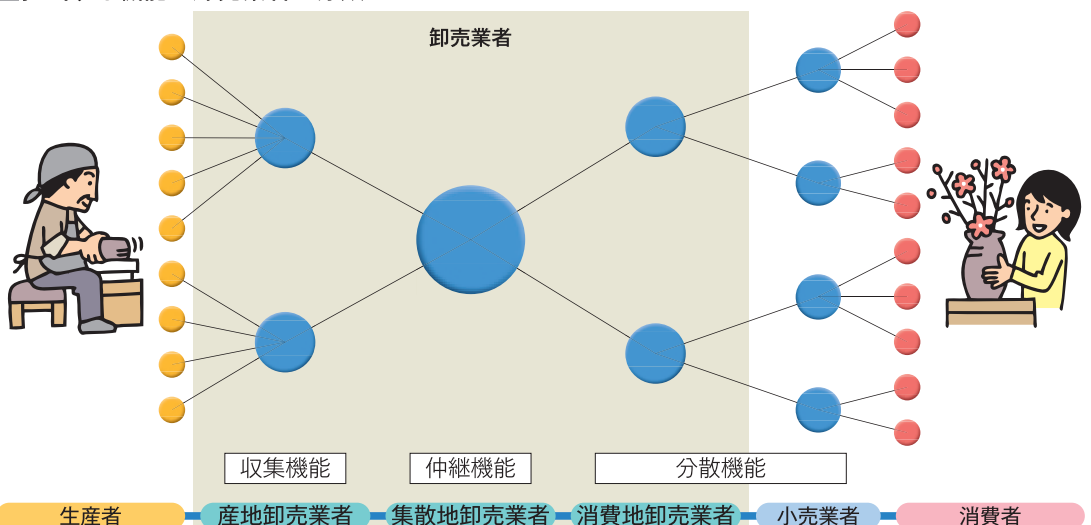 卸売業者
収集機能
仲継機能
分散機能
生産者
産地卸売業者
集散地卸売業者
消費地卸売業者
小売業者
消費者